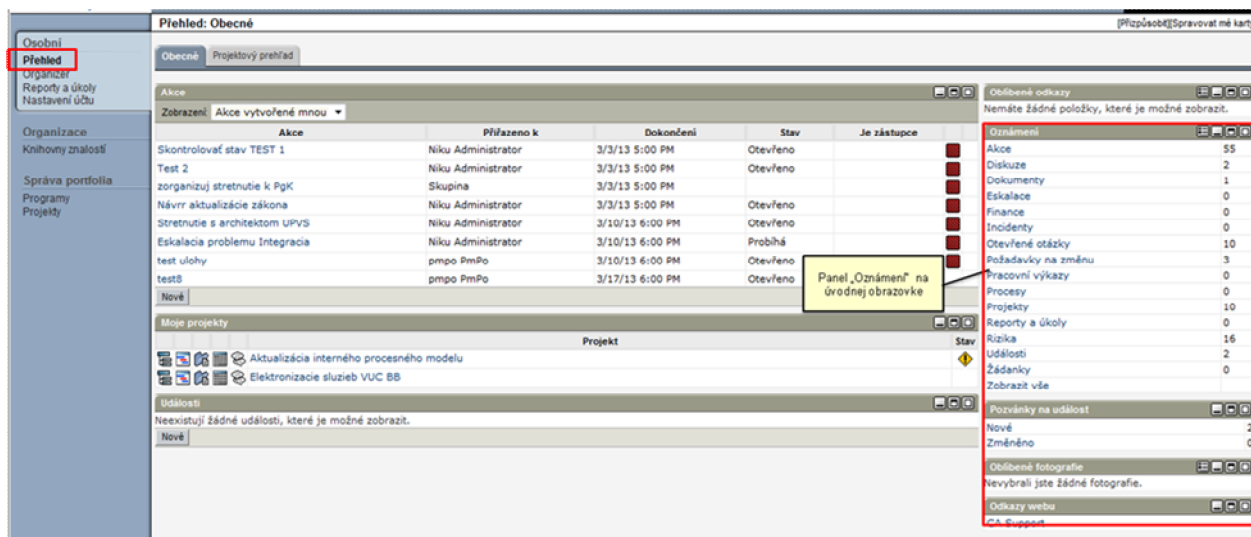 Přehled: Obecné
[Přizpůsobit][Spravovat mé karty
Osobní
Přehled
Organizér
Reporty a úkoly
Nastavení účtu
Organizace
Knihovny znalostí
Správa portfolia
Programy
Projekty
Obecné Projektový prehľad
Akce
Zobrazení: Akce vytvořené mnou
Akce Přiřazeno k Dokončení Stav Je zástupce
Skontrolovať stav TEST 1 Niku Administrator 3/3/13 5:00 PM Otevřeno
Test 2 Niku Administrator 3/3/13 5:00 PM Otevřeno
zorganizuj stretnutie k PgK Skupina 3/3/13 5:00 PM
Návrr aktualizácie zákona Niku Administrator 3/3/13 5:00 PM Otevřeno
Stretnutie s architektom UPVS Niku Administrator 3/10/13 6:00 PM Otevřeno
Eskalacia problemu Integracia Niku Administrator 3/10/13 6:00 PM Probíhá
test ulohy pmpo PmPo 3/10/13 6:00 PM Otevřeno
test8 pmpo PmPo 3/17/13 6:00 PM Otevřeno
Nové
Panel „Oznámení" na
úvodnej obrazovke
Moje projekty
Projekt Stav
Aktualizácia interného procesného modelu
Elektronizacie sluzieb VUC BB
Události
Neexistují žádné události, které je možné zobrazit.
Nové
Oblíbené odkazy
Nemáte žádné položky, které je možné zobrazit.
Oznámení
Akce 55
Diskuze 2
Dokumenty 1
Eskalace 0
Finance 0
Incidenty 0
Otevřené otázky 10
Požadavky na změnu 3
Pracovní výkazy 0
Procesy 0
Projekty 10
Reporty a úkoly 0
Rizika 16
Události 2
Žádanky 0
Zobrazit vše
Pozvánky na událost
Nové 2
Změněno 0
Oblíbené fotografie
Nevybrali jste žádné fotografie.
Odkazy webu
CA Support